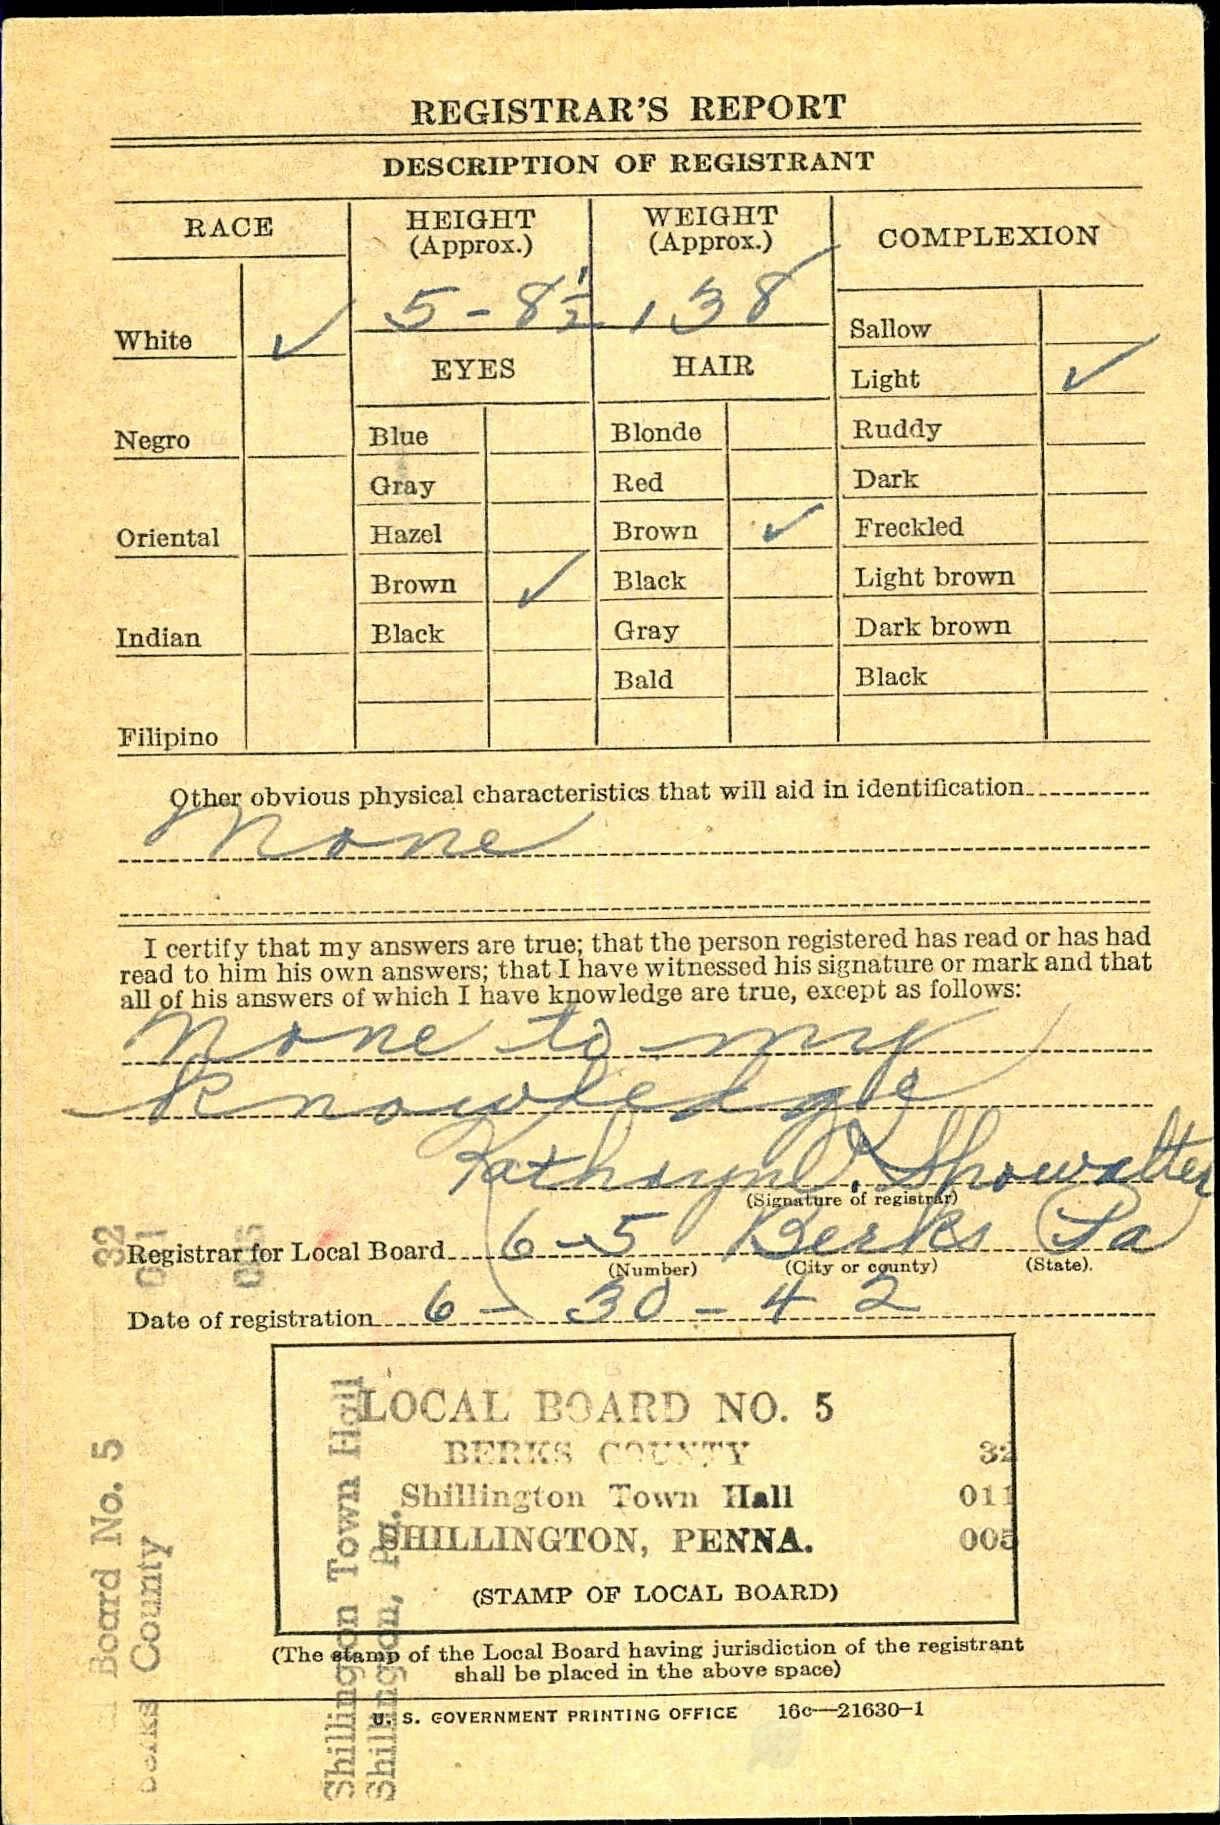 REGISTRAR'S REPORT
DESCRIPTION OF REGISTRANT
RACE
HEIGHT
(Approx.)
WEIGHT
(Approx.)
COMPLEXION
5-8½
138
White ✓
EYES
HAIR
Sallow
Light ✓
Negro
Blue
Blonde
Ruddy
Gray
Red
Dark
Oriental
Hazel
Brown ✓
Freckled
Brown ✓
Black
Light brown
Indian
Black
Gray
Dark brown
Bald
Black
Filipino
Other obvious physical characteristics that will aid in identification
None
I certify that my answers are true; that the person registered has read or has had
read to him his own answers; that I have witnessed his signature or mark and that
all of his answers of which I have knowledge are true, except as follows:
None to my
knowledge
Kathryn Showalter
(Signature of registrar)
Registrar for Local Board 6-5 Berks Pa
(Number) (City or county) (State).
Date of registration 6-30-42
LOCAL BOARD NO. 5
BERKS COUNTY 32
Shillington Town Hall 011
SHILLINGTON, PENNA. 005
(STAMP OF LOCAL BOARD)
(The stamp of the Local Board having jurisdiction of the registrant
shall be placed in the above space)
U. S. GOVERNMENT PRINTING OFFICE 16c—21630-1
Board No. 5 32
Berks County
Shillington Town Hall
Shillington, Pa.